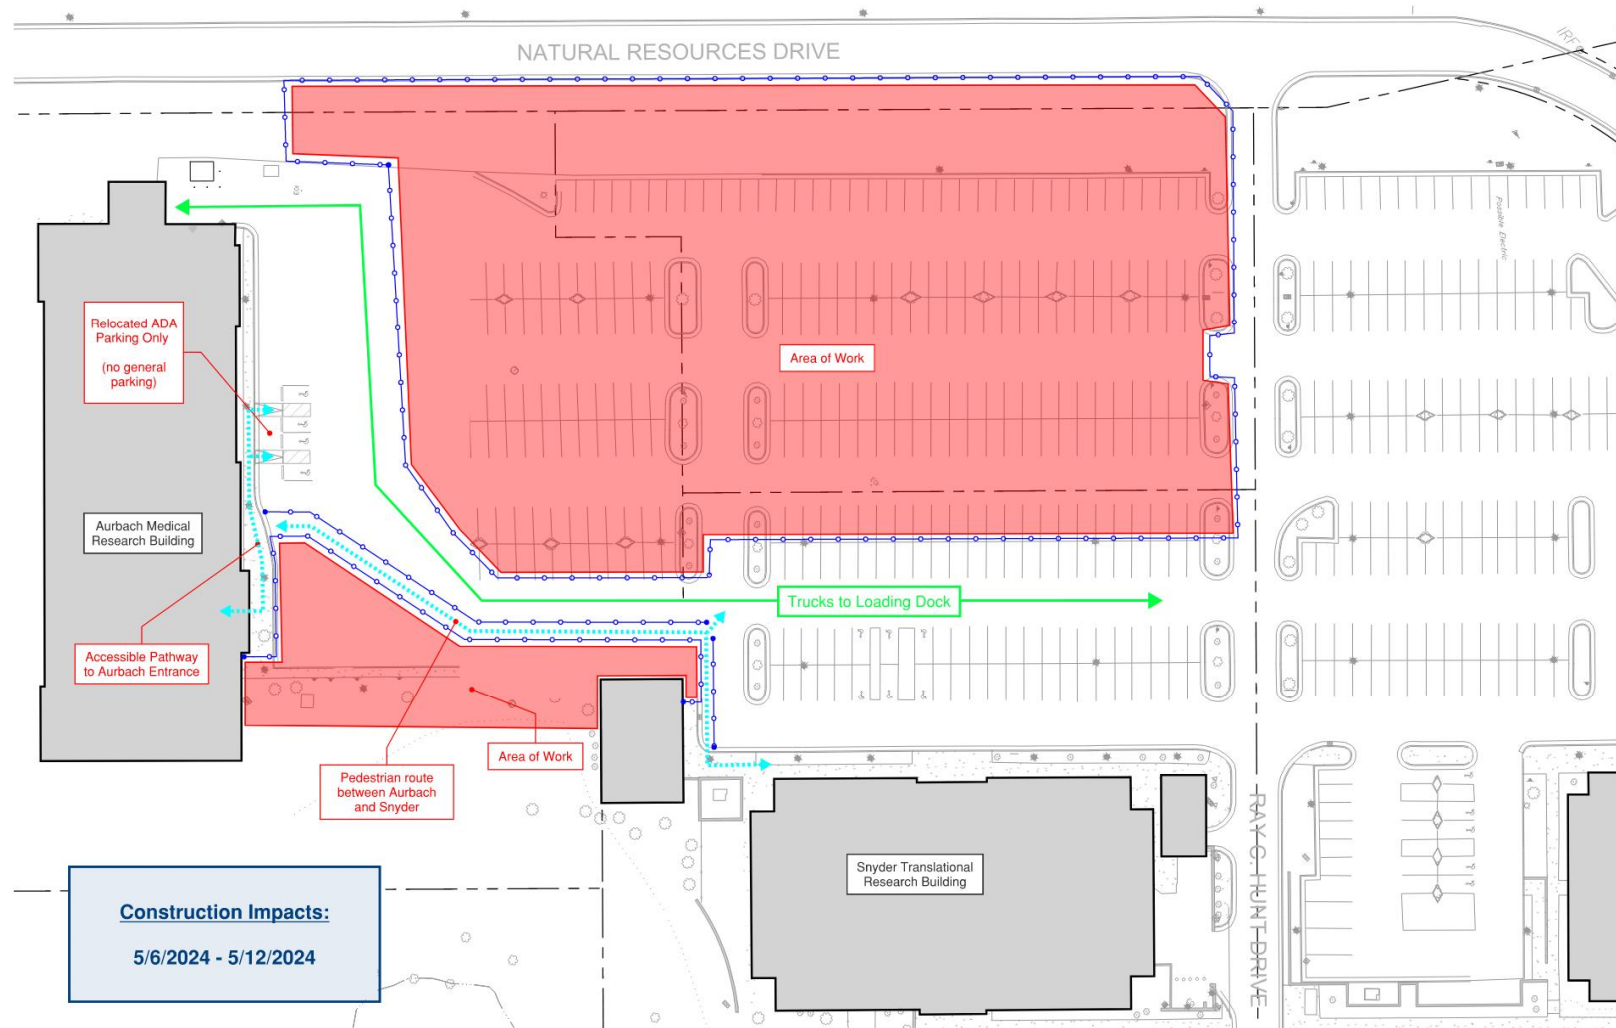 NATURAL RESOURCES DRIVE
Possible Electric
Relocated ADA
Parking Only
(no general
parking)
Area of Work
Aurbach Medical
Research Building
Trucks to Loading Dock
Accessible Pathway
to Aurbach Entrance
Area of Work
Pedestrian route
between Aurbach
and Snyder
Snyder Translational
Research Building
RAY C. HUNT DRIVE
Construction Impacts:
5/6/2024 - 5/12/2024